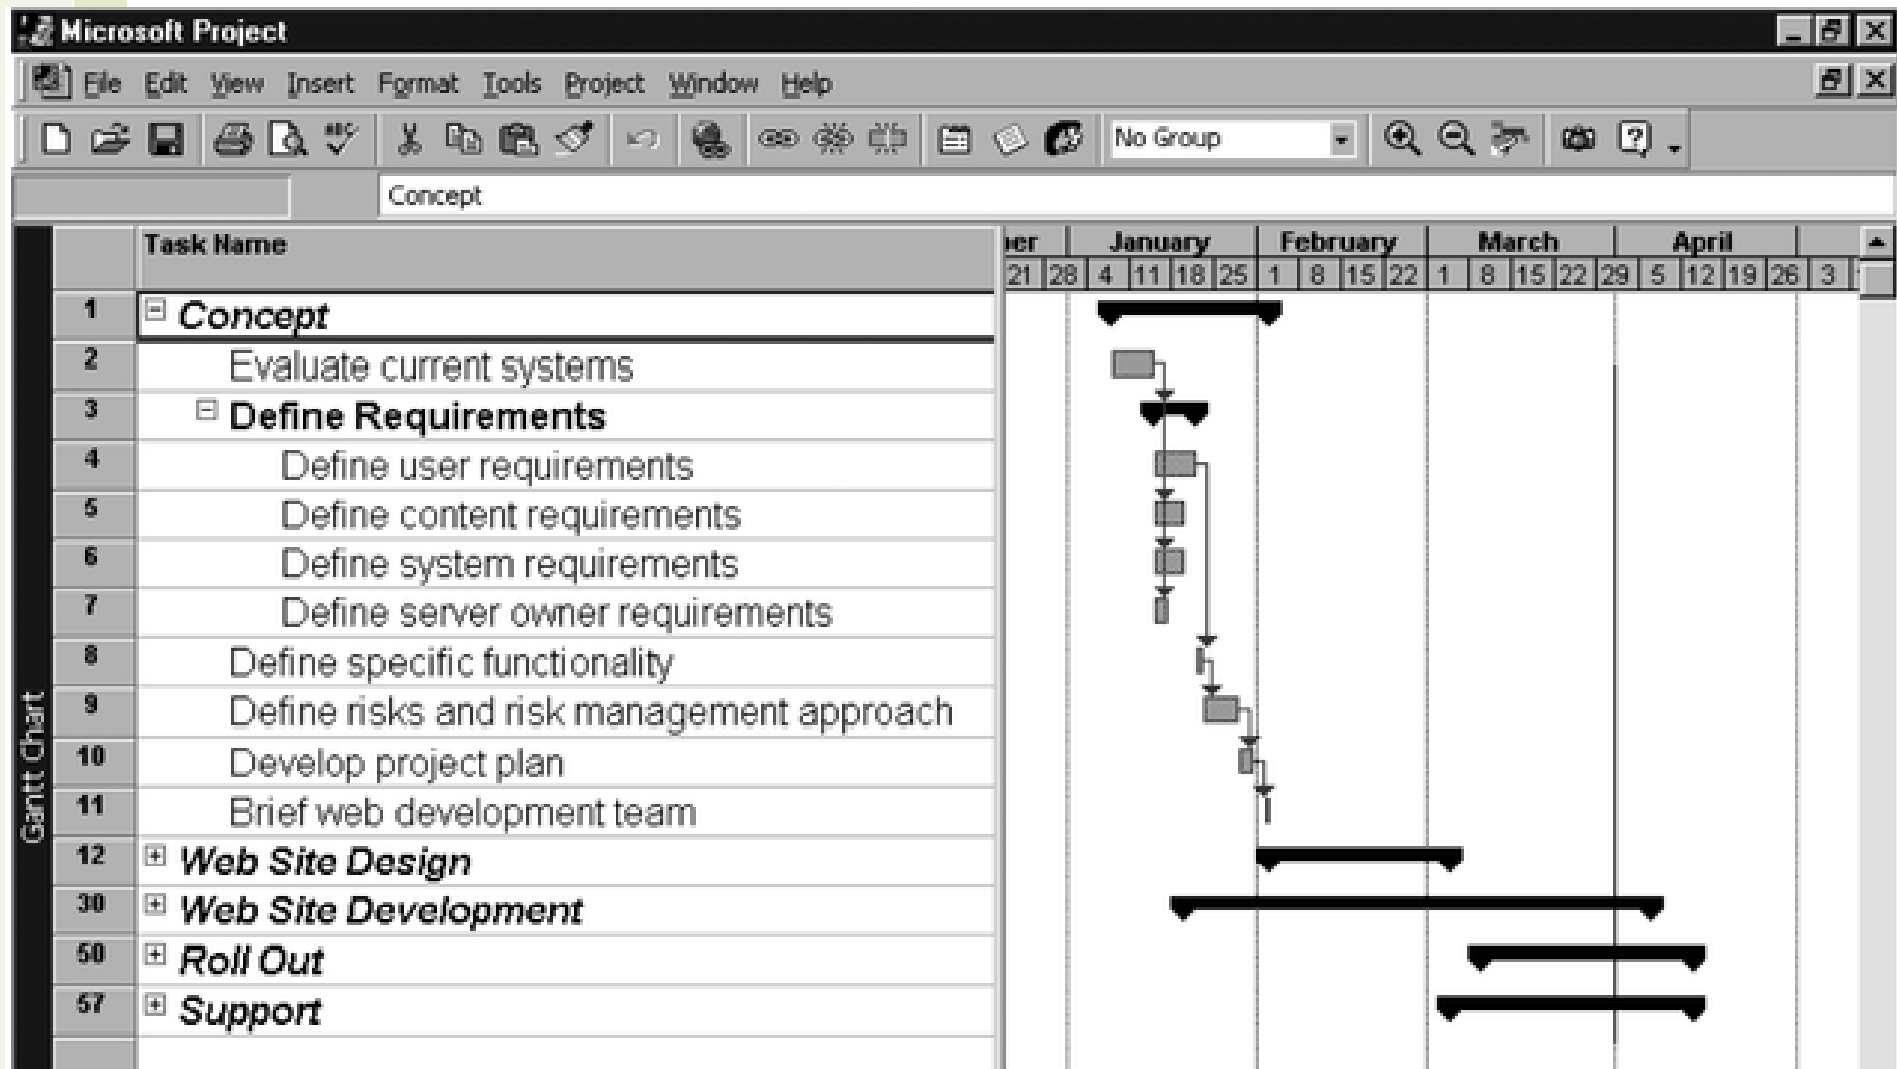 Microsoft Project
File Edit View Insert Format Tools Project Window Help
ABC No Group ?
Concept
Task Name
ber January February March April
21 28 4 11 18 25 1 8 15 22 1 8 15 22 29 5 12 19 26 3
1 Concept
2 Evaluate current systems
3 Define Requirements
4 Define user requirements
5 Define content requirements
6 Define system requirements
7 Define server owner requirements
8 Define specific functionality
9 Define risks and risk management approach
10 Develop project plan
11 Brief web development team
12 Web Site Design
30 Web Site Development
50 Roll Out
57 Support
Gantt Chart